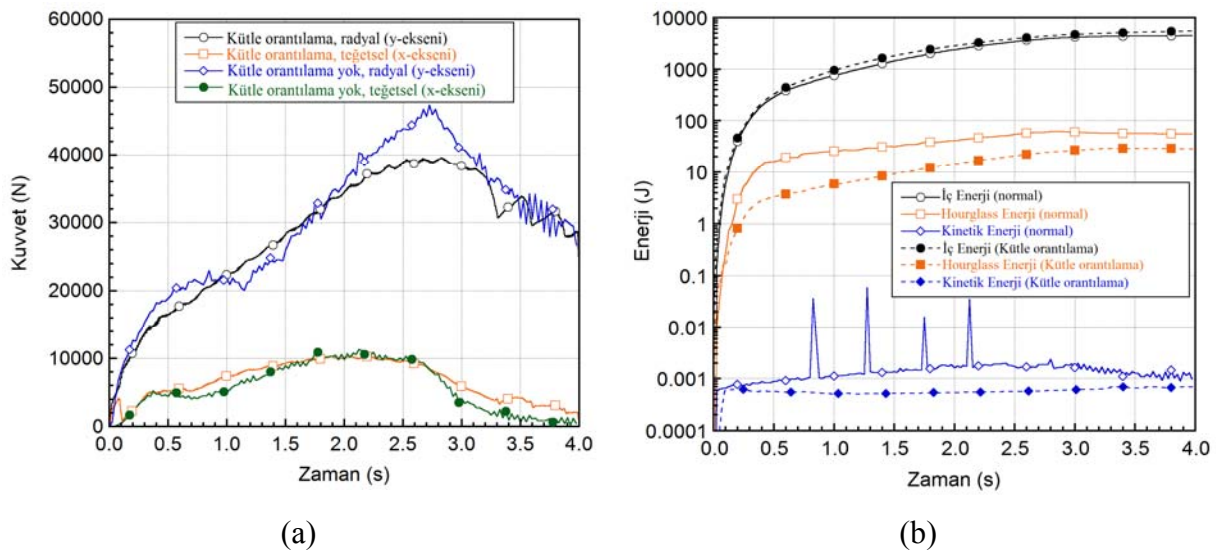 60000
50000
40000
30000
20000
10000
0
Kuvvet (N)
Kütle orantılama, radyal (y-ekseni)
Kütle orantılama, teğetsel (x-ekseni)
Kütle orantılama yok, radyal (y-ekseni)
Kütle orantılama yok, teğetsel (x-ekseni)
0.0 0.5 1.0 1.5 2.0 2.5 3.0 3.5 4.0
Zaman (s)
(a)
10000
1000
100
10
1
0.1
0.01
0.001
0.0001
Enerji (J)
İç Enerji (normal)
Hourglass Enerji (normal)
Kinetik Enerji (normal)
İç Enerji (Kütle orantılama)
Hourglass Enerji (Kütle orantılama)
Kinetik Enerji (Kütle orantılama)
0.0 0.5 1.0 1.5 2.0 2.5 3.0 3.5 4.0
Zaman (s)
(b)